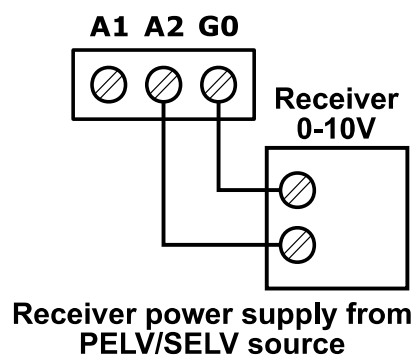 A1 A2 G0
Receiver
0-10V
Receiver power supply from
PELV/SELV source